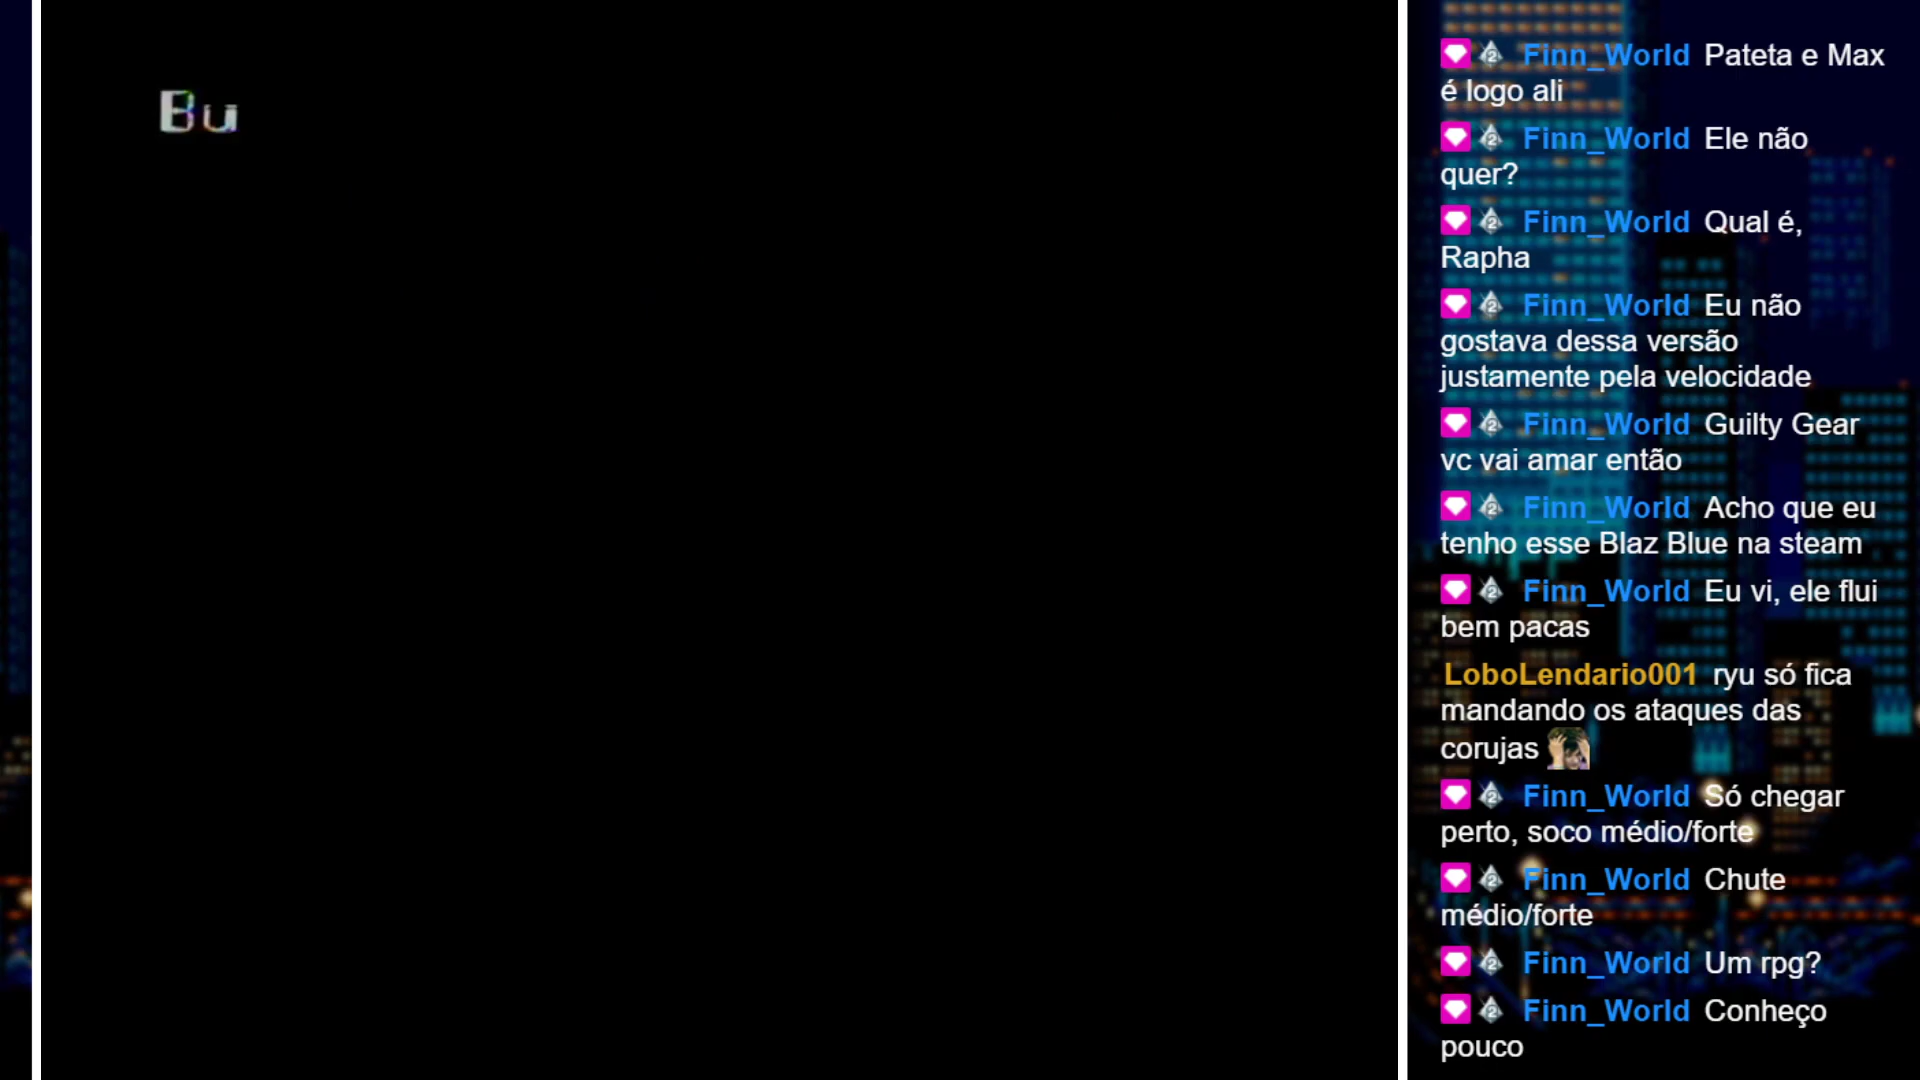 Bu
Finn_World Pateta e Max
é logo ali
Finn_World Ele não
quer?
Finn_World Qual é,
Rapha
Finn_World Eu não
gostava dessa versão
justamente pela velocidade
Finn_World Guilty Gear
vc vai amar então
Finn_World Acho que eu
tenho esse Blaz Blue na steam
Finn_World Eu vi, ele flui
bem pacas
LoboLendario001 ryu só fica
mandando os ataques das
corujas
Finn_World Só chegar
perto, soco médio/forte
Finn_World Chute
médio/forte
Finn_World Um rpg?
Finn_World Conheço
pouco